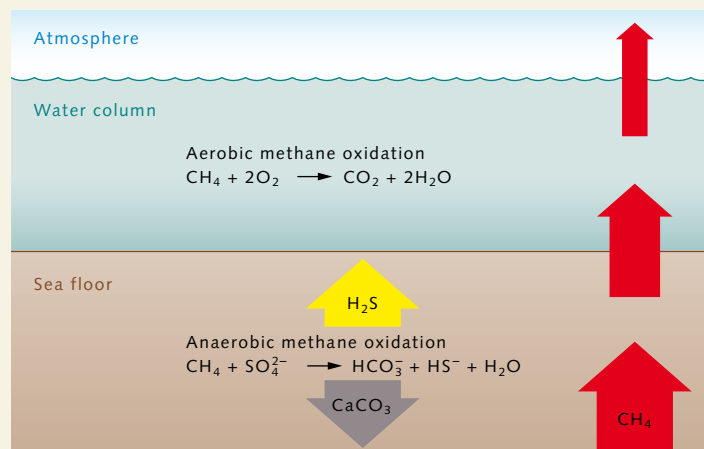 Atmosphere
Water column
Aerobic methane oxidation
CH₄ + 2O₂ → CO₂ + 2H₂O
Sea floor
H₂S
Anaerobic methane oxidation
CH₄ + SO₄²⁻ → HCO₃⁻ + HS⁻ + H₂O
CaCO₃
CH₄